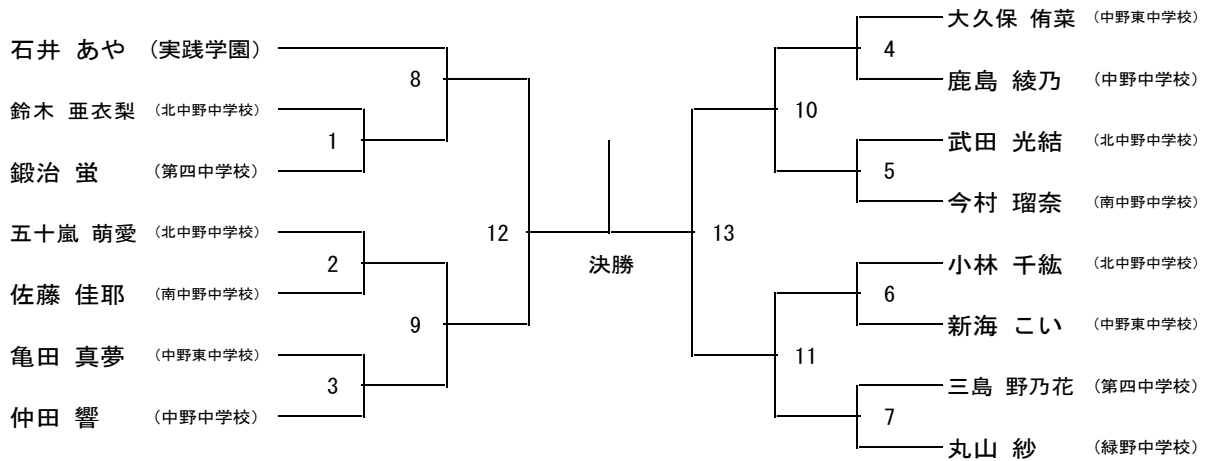 石井 あや （実践学園）
8
鈴木 亜衣梨 （北中野中学校）
1
鍛治 蛍 （第四中学校）
五十嵐 萌愛 （北中野中学校）
12
2
佐藤 佳耶 （南中野中学校）
9
亀田 真夢 （中野東中学校）
3
仲田 響 （中野中学校）
決勝
大久保 侑菜 （中野東中学校）
4
鹿島 綾乃 （中野中学校）
10
武田 光結 （北中野中学校）
5
今村 瑠奈 （南中野中学校）
13
小林 千紘 （北中野中学校）
6
新海 こい （中野東中学校）
11
三島 野乃花 （第四中学校）
7
丸山 紗 （緑野中学校）